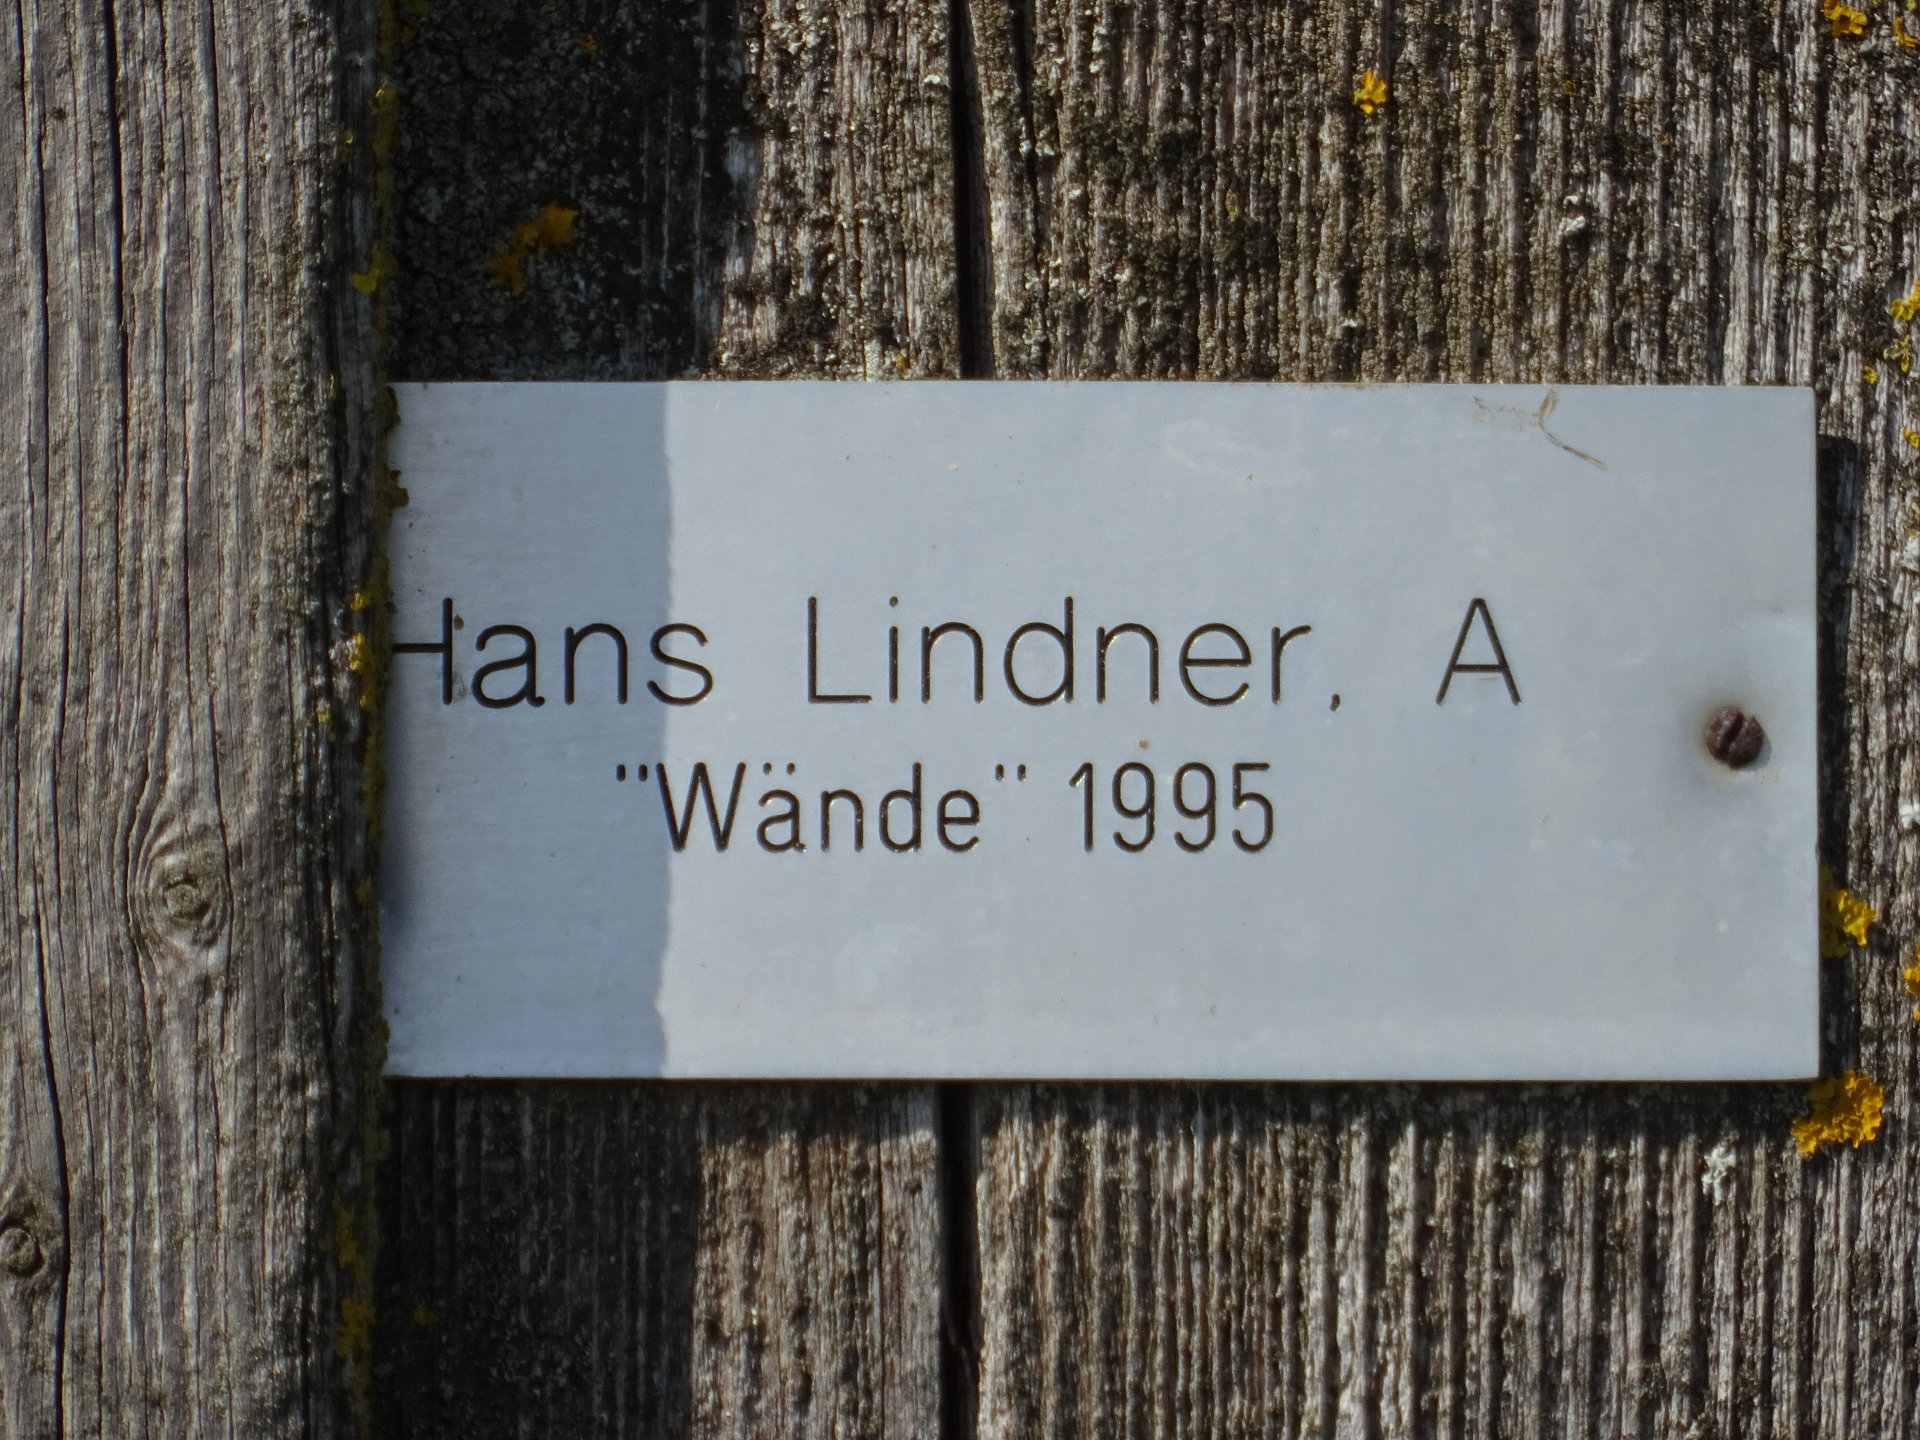 Hans Lindner, A
"Wände" 1995